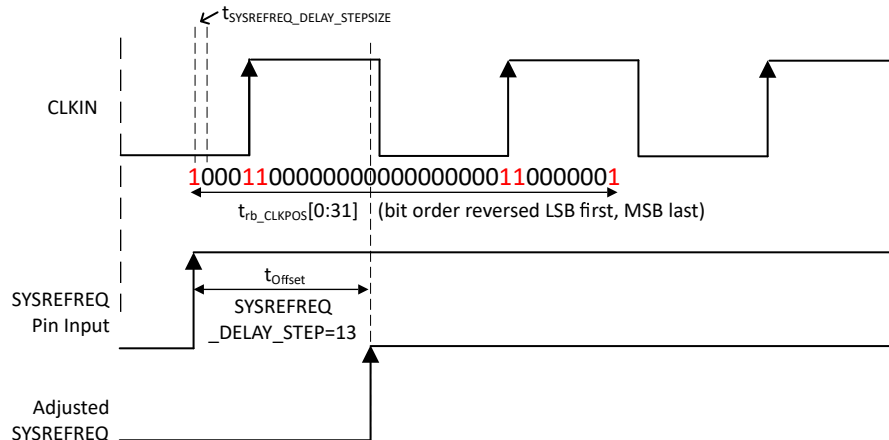 tSYSREFREQ_DELAY_STEPSIZE
CLKIN
10001100000000000000000110000001
trb_CLKPOS[0:31] (bit order reversed LSB first, MSB last)
tOffset
SYSREFREQ
Pin Input
SYSREFREQ
_DELAY_STEP=13
Adjusted
SYSREFREQ